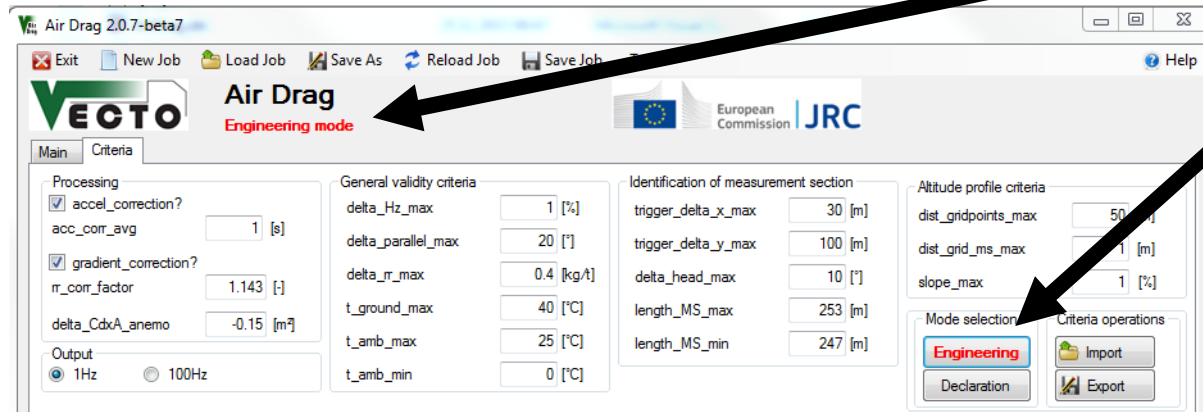 Air Drag 2.0.7-beta7
Exit New Job Load Job Save As Reload Job Save Job Help
VECTO Air Drag European Commission JRC
Engineering mode
Main Criteria
Processing
accel_correction?
acc_corr_avg 1 [s]
gradient_correction?
rr_corr_factor 1.143 [-]
delta_CdxA_anemo -0.15 [m²]
Output
1Hz 100Hz
General validity criteria
delta_Hz_max 1 [%]
delta_parallel_max 20 [°]
delta_rr_max 0.4 [kg/t]
t_ground_max 40 [°C]
t_amb_max 25 [°C]
t_amb_min 0 [°C]
Identification of measurement section
trigger_delta_x_max 30 [m]
trigger_delta_y_max 100 [m]
delta_head_max 10 [°]
length_MS_max 253 [m]
length_MS_min 247 [m]
Altitude profile criteria
dist_gridpoints_max 50
dist_grid_ms_max 1 [m]
slope_max 1 [%]
Mode selection
Engineering
Declaration
Criteria operations
Import
Export